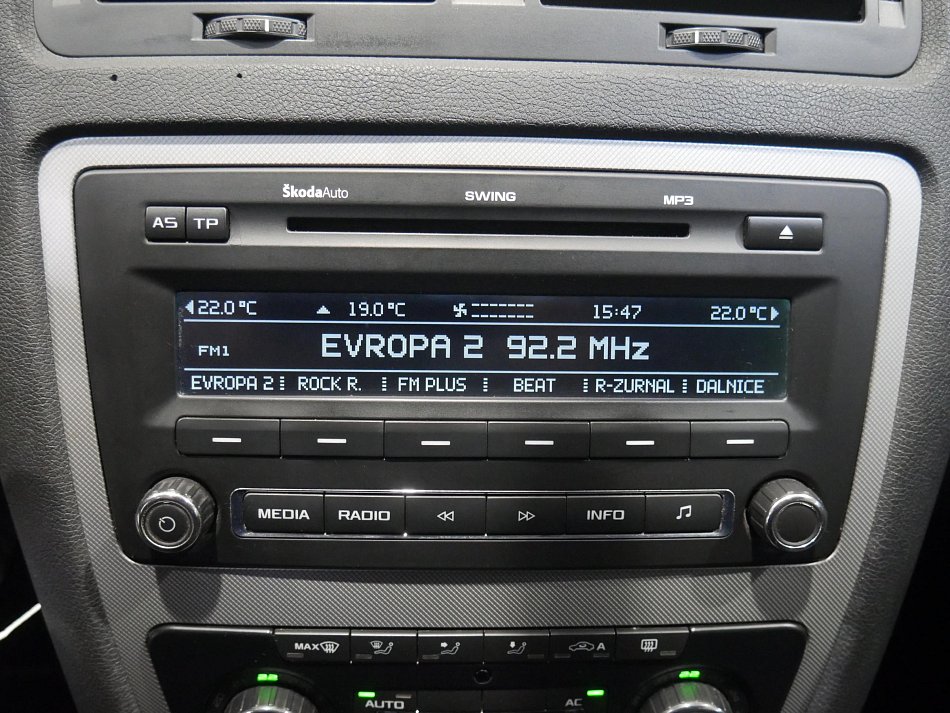 ŠkodaAuto SWING MP3
AS TP
22.0°C 19.0°C 15:47 22.0°C
FM1 EVROPA 2 92.2 MHz
EVROPA 2 ROCK R. FM PLUS BEAT R-ZURNAL DALNICE
MEDIA RADIO INFO
MAX A
AUTO AC